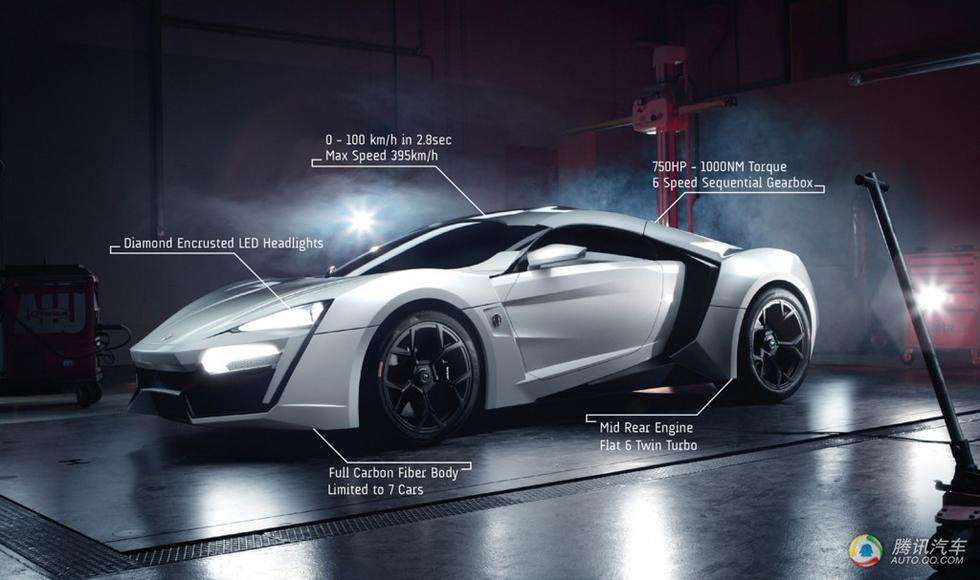 0 - 100 km/h in 2.8sec
Max Speed 395km/h
750HP - 1000NM Torque
6 Speed Sequential Gearbox
Diamond Encrusted LED Headlights
Mid Rear Engine
Flat 6 Twin Turbo
Full Carbon Fiber Body
Limited to 7 Cars
腾讯汽车
AUTO.QQ.COM